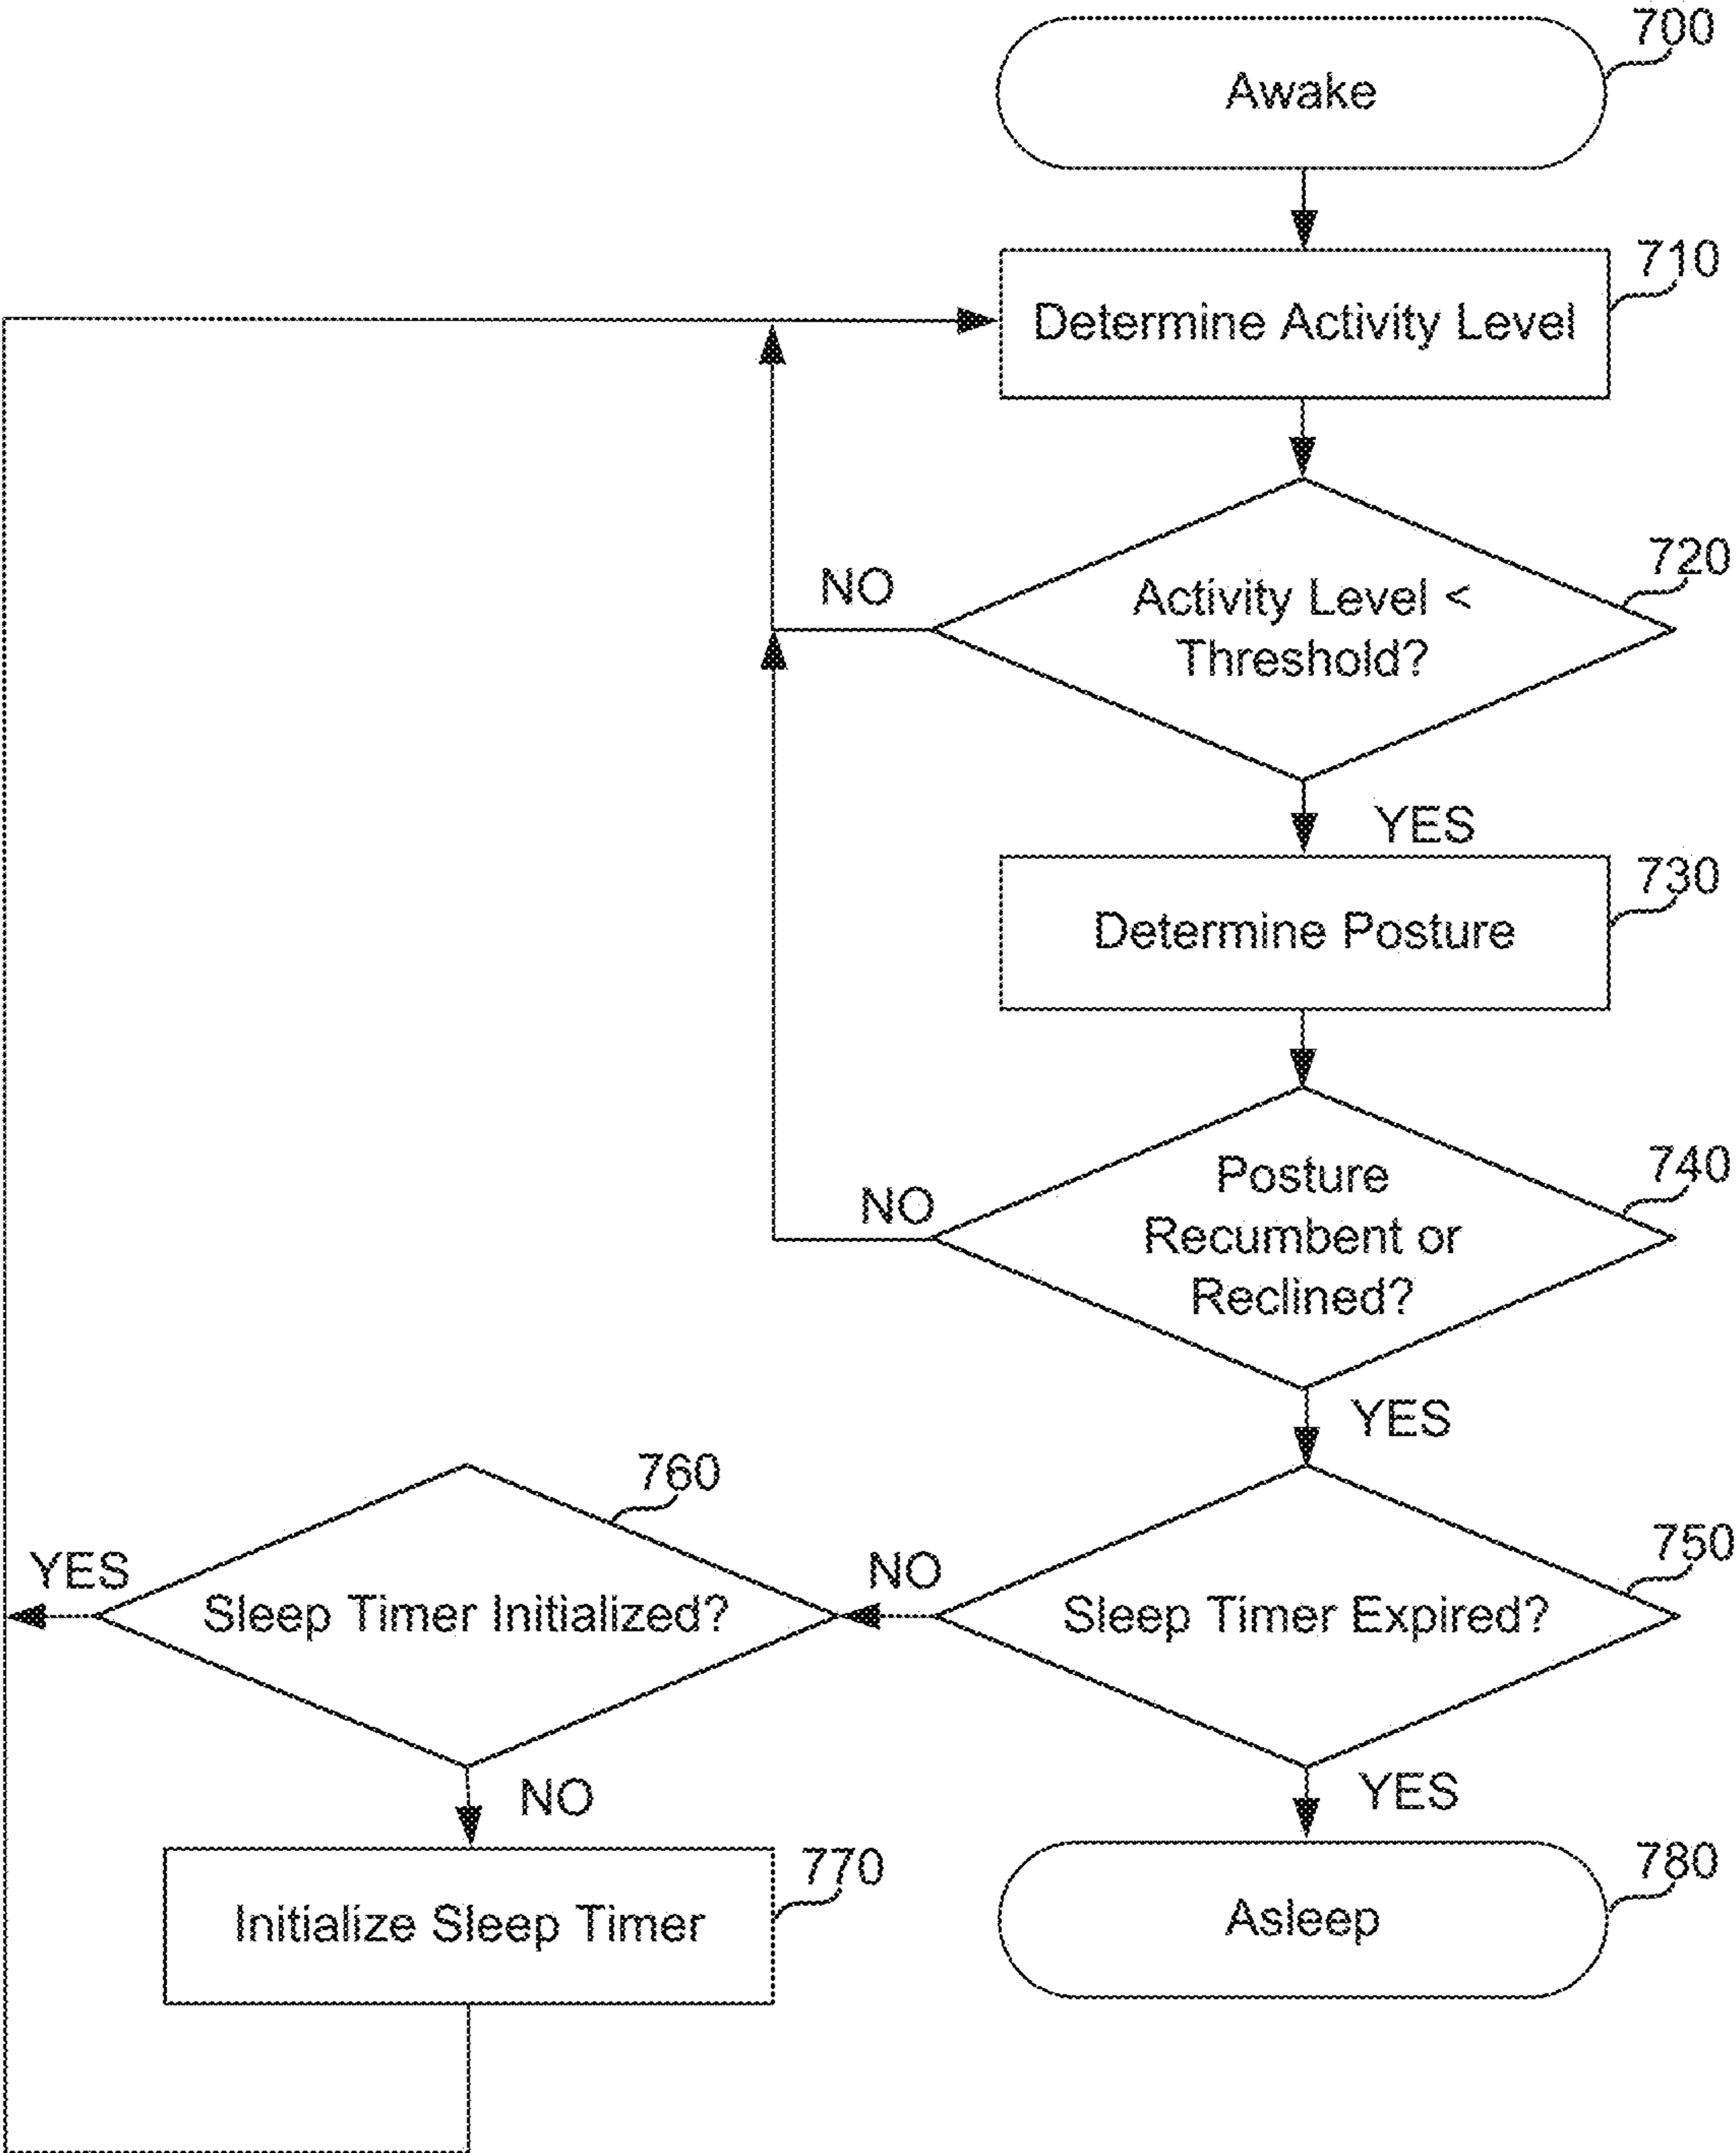 700
Awake
710
Determine Activity Level
720
NO
Activity Level <
Threshold?
YES
730
Determine Posture
740
NO
Posture
Recumbent or
Reclined?
YES
760
750
YES
Sleep Timer Initialized?
NO
Sleep Timer Expired?
NO
YES
770
Initialize Sleep Timer
780
Asleep